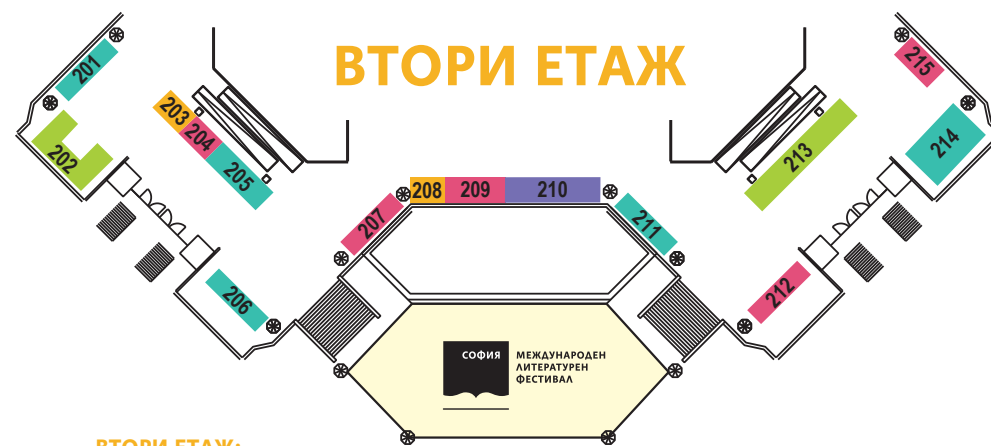 ВТОРИ ЕТАЖ
201
202
203
204
205
206
207
208
209
210
211
212
213
214
215
СОФИЯ
МЕЖДУНАРОДЕН
ЛИТЕРАТУРЕН
ФЕСТИВАЛ
ВТОРИ ЕТАЖ: